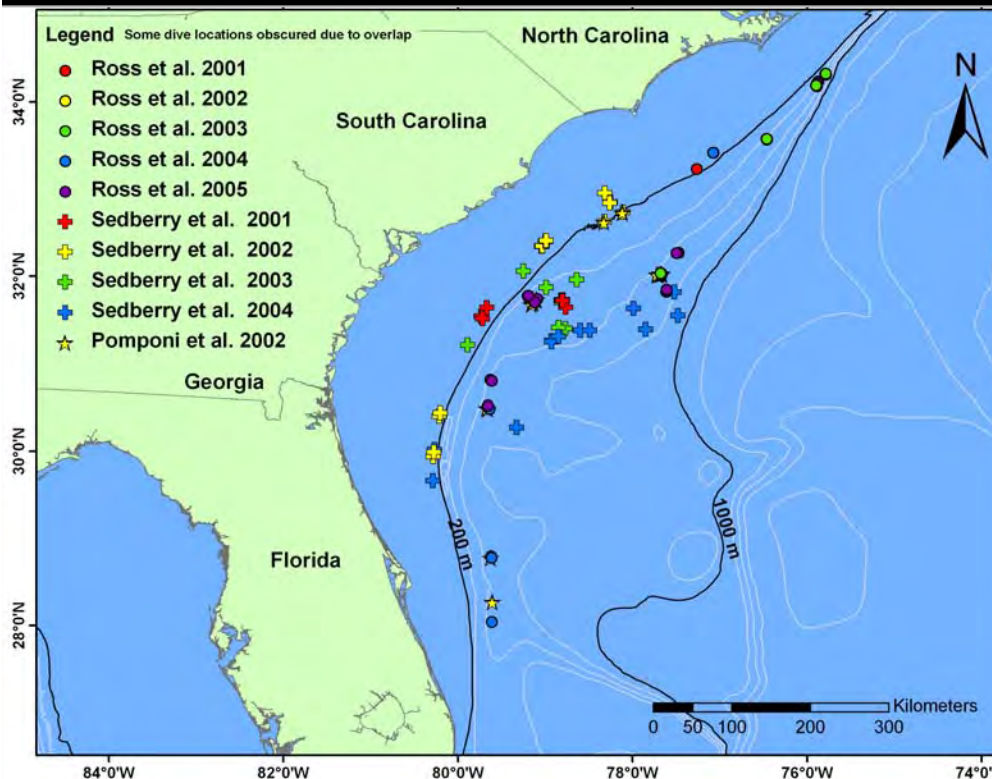 Legend Some dive locations obscured due to overlap
Ross et al. 2001
Ross et al. 2002
Ross et al. 2003
Ross et al. 2004
Ross et al. 2005
Sedberry et al. 2001
Sedberry et al. 2002
Sedberry et al. 2003
Sedberry et al. 2004
Pomponi et al. 2002
North Carolina
South Carolina
Georgia
Florida
N
200 m
1000 m
34°0'N
32°0'N
30°0'N
28°0'N
Kilometers
0 50 100 200 300
84°0'W 82°0'W 80°0'W 78°0'W 76°0'W 74°0'